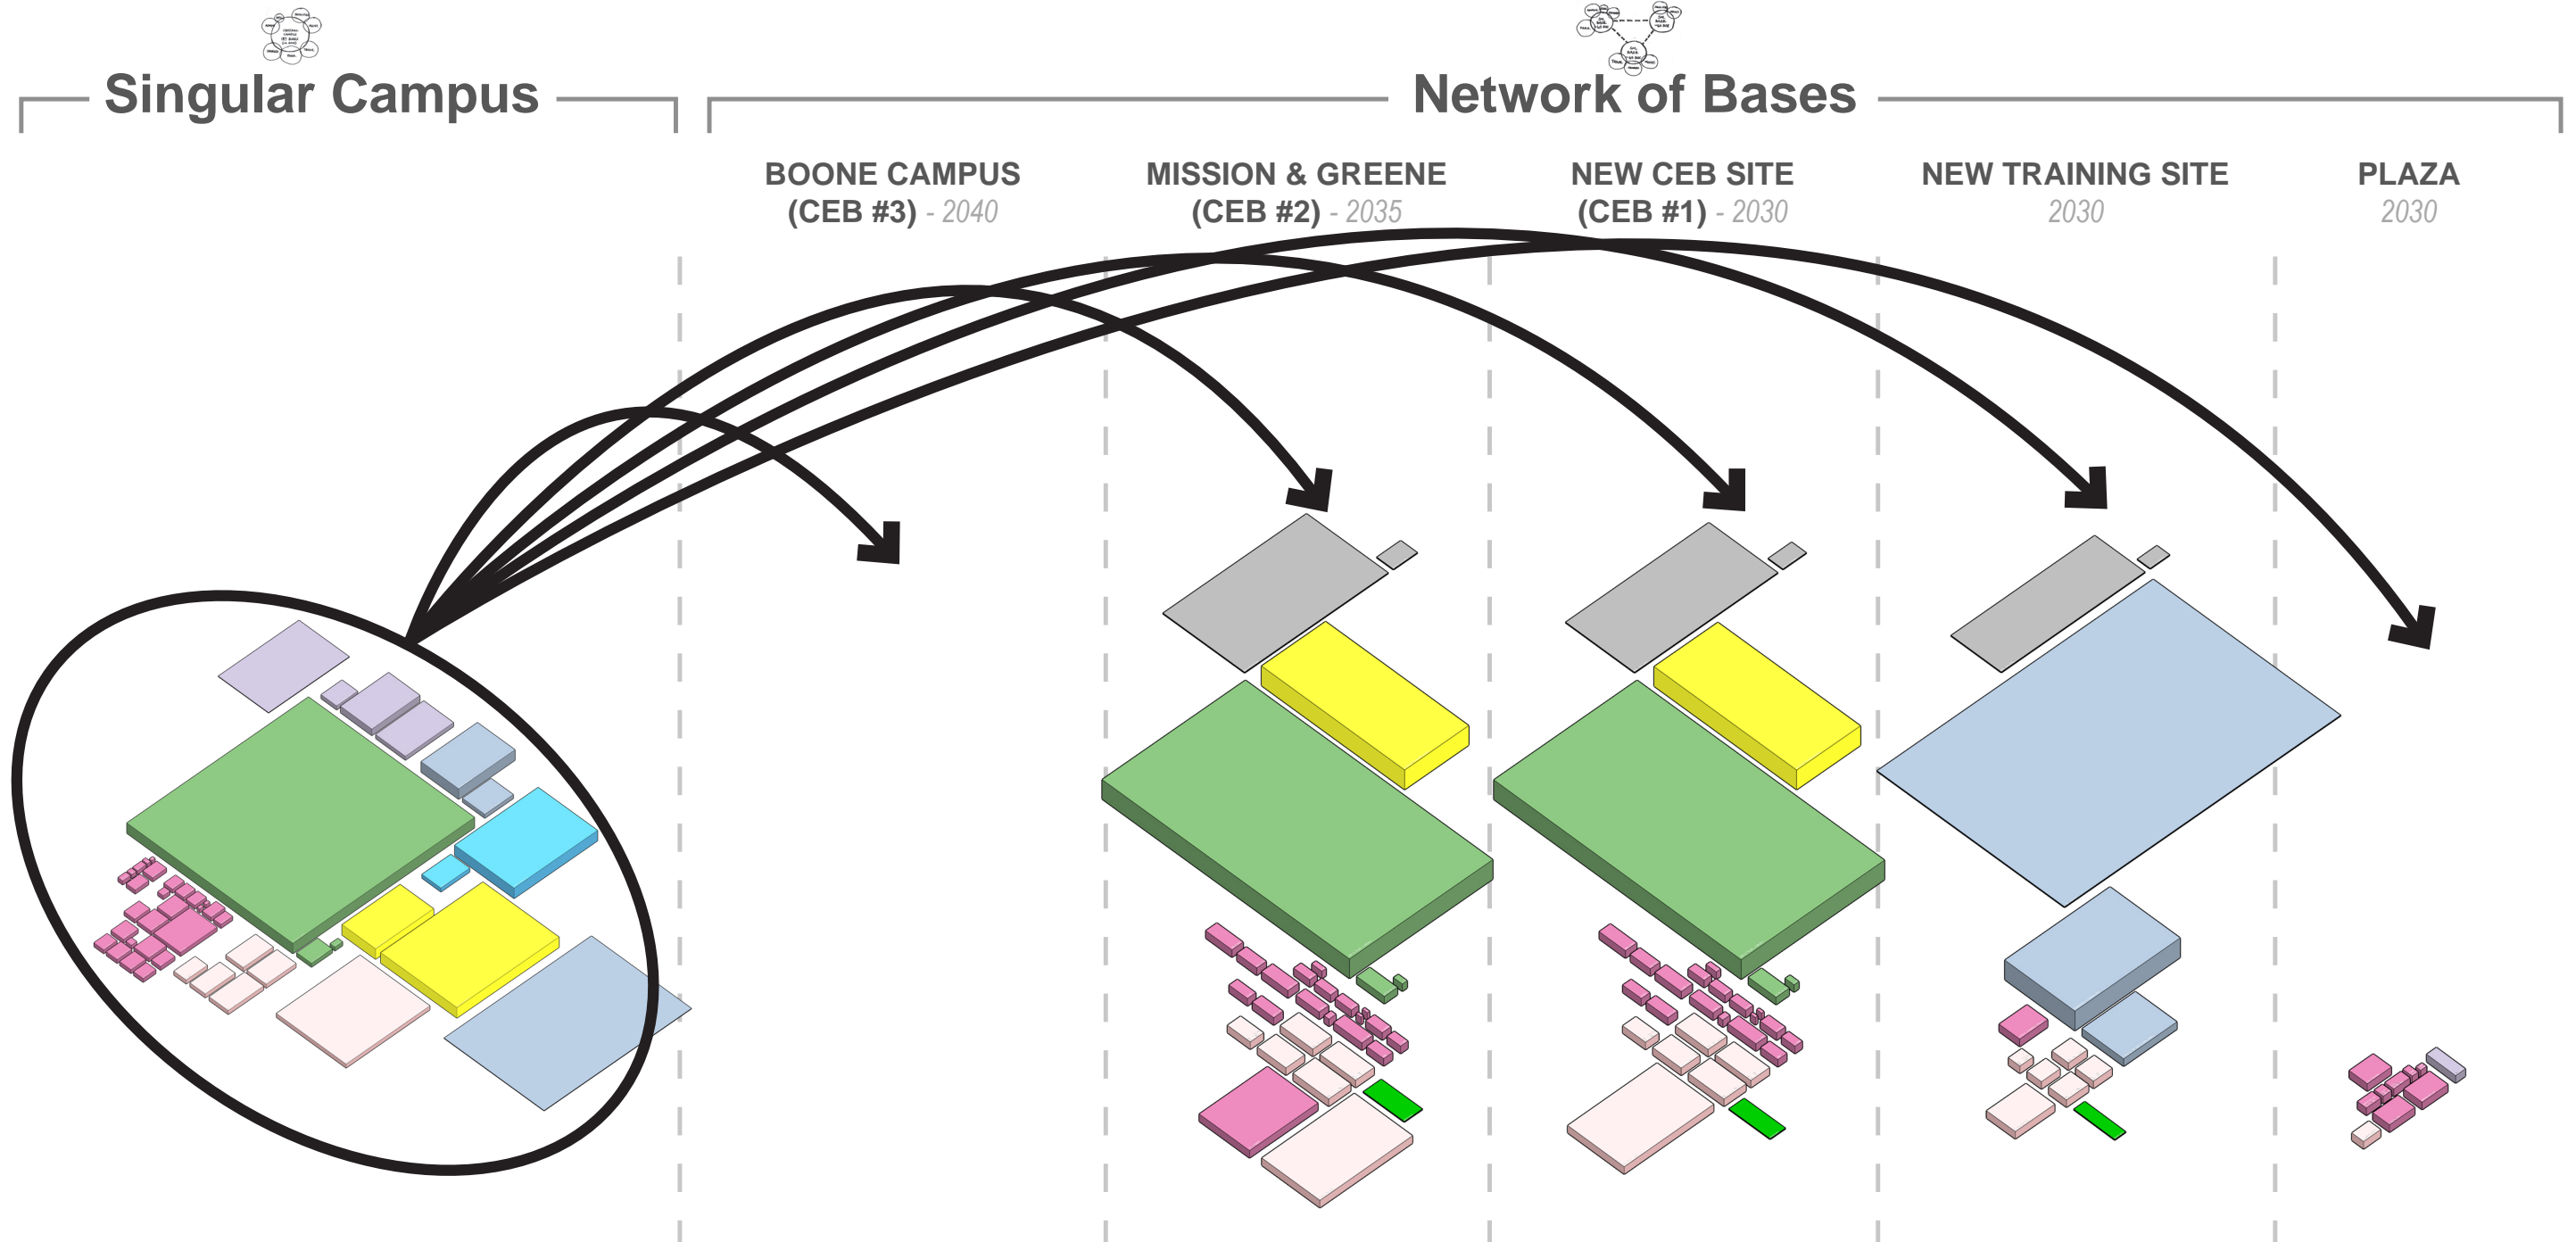 Singular Campus
Network of Bases
BOONE CAMPUS
(CEB #3) - 2040
MISSION & GREENE
(CEB #2) - 2035
NEW CEB SITE
(CEB #1) - 2030
NEW TRAINING SITE
2030
PLAZA
2030